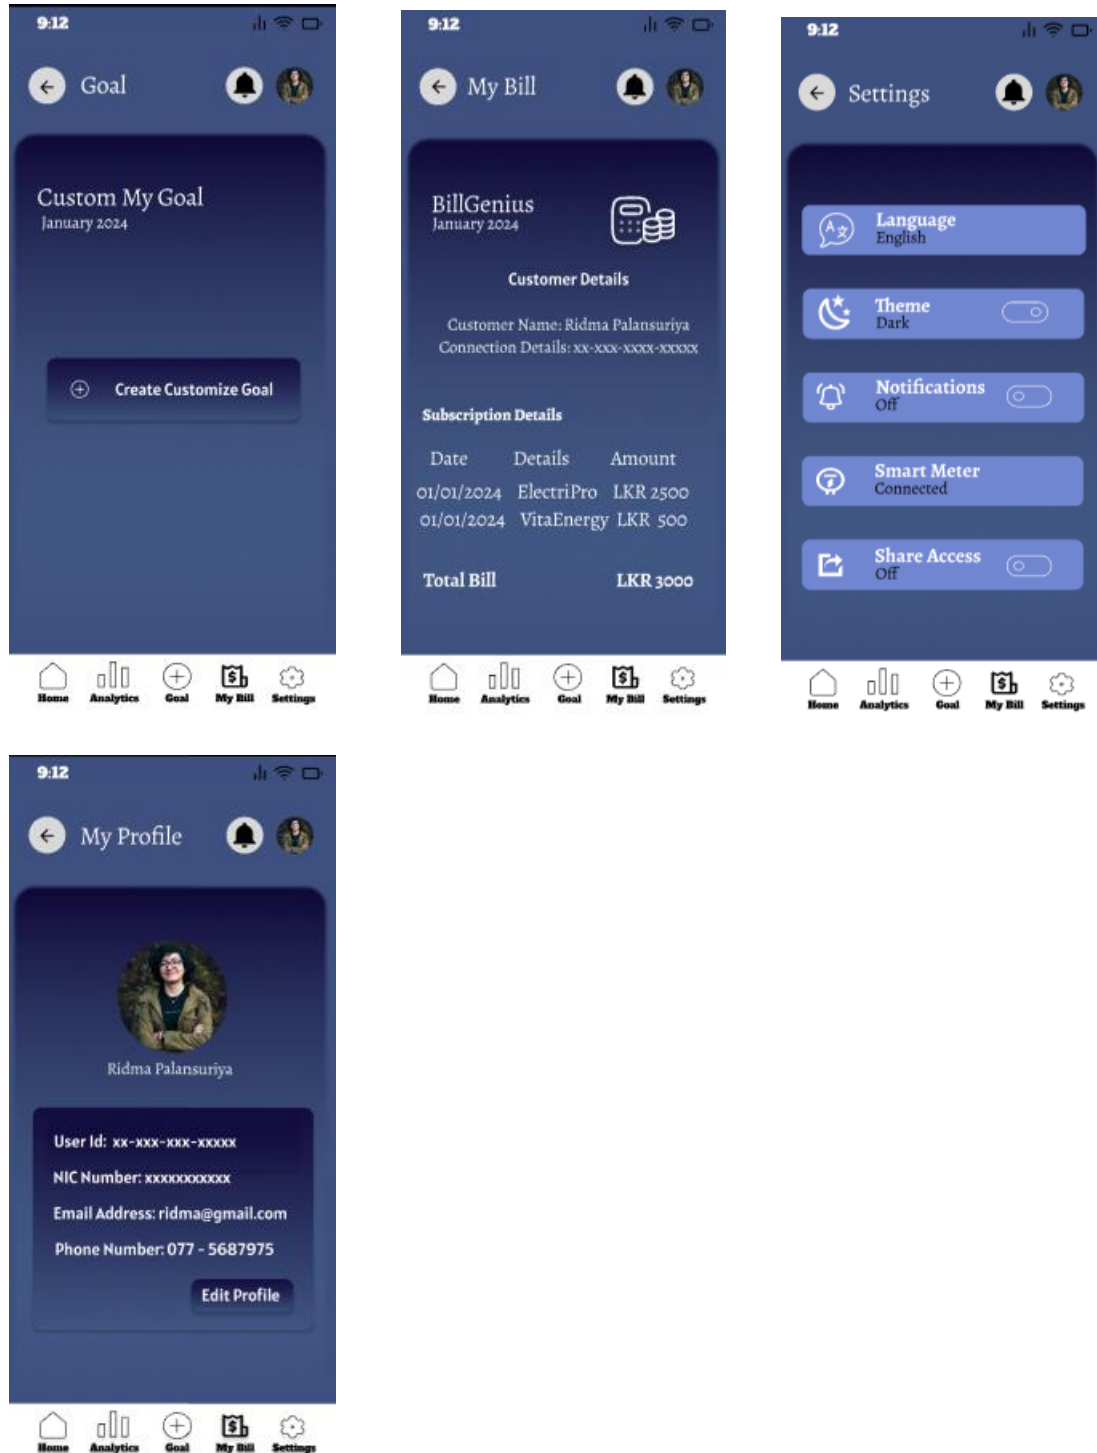 9:12
Goal
Custom My Goal
January 2024
Create Customize Goal
Home Analytics Goal My Bill Settings
9:12
My Bill
BillGenius
January 2024
Customer Details
Customer Name: Ridma Palansuriya
Connection Details: xx-xxx-xxxx-xxxxx
Subscription Details
Date Details Amount
01/01/2024 ElectriPro LKR 2500
01/01/2024 VitaEnergy LKR 500
Total Bill LKR 3000
Home Analytics Goal My Bill Settings
9:12
Settings
Language
English
Theme
Dark
Notifications
Off
Smart Meter
Connected
Share Access
Off
Home Analytics Goal My Bill Settings
9:12
My Profile
Ridma Palansuriya
User Id: xx-xxx-xxx-xxxxx
NIC Number: xxxxxxxxxxx
Email Address: ridma@gmail.com
Phone Number: 077 - 5687975
Edit Profile
Home Analytics Goal My Bill Settings